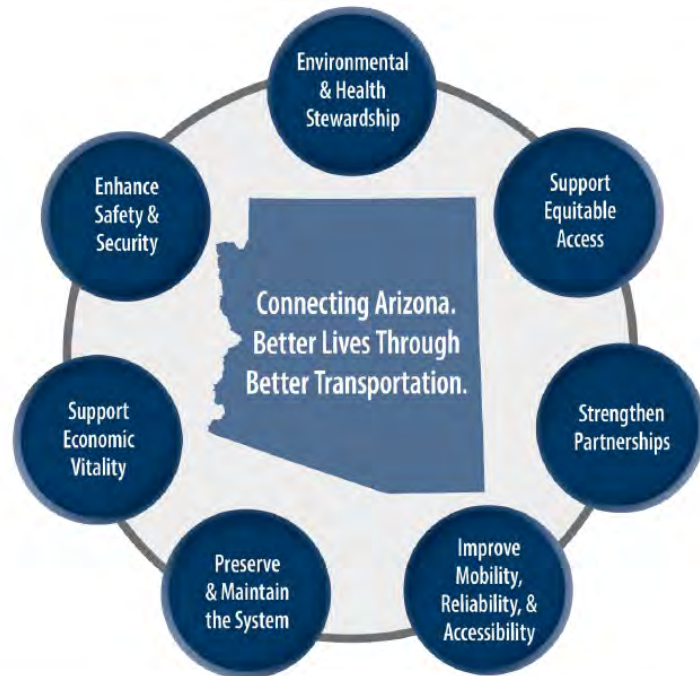 Environmental
& Health
Stewardship
Support
Equitable
Access
Strengthen
Partnerships
Improve
Mobility,
Reliability, &
Accessibility
Preserve
& Maintain
the System
Support
Economic
Vitality
Enhance
Safety &
Security
Connecting Arizona.
Better Lives Through
Better Transportation.